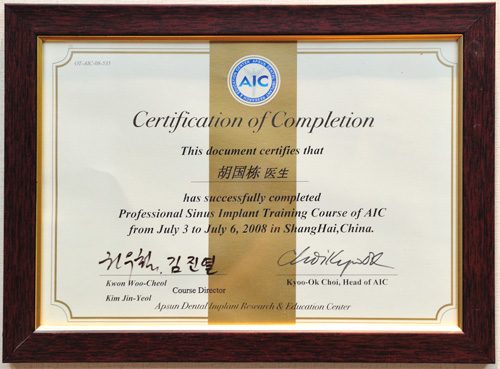 AIC
Certification of Completion
This document certifies that
胡国栋 医生
has successfully completed
Professional Sinus Implant Training Course of AIC
from July 3 to July 6, 2008 in ShangHai,China.
권우철, 김진열
Kwon Woo-Cheol
Course Director
Kim Jin-Yeol
Kyoo-Ok Choi, Head of AIC
Apsun Dental Implant Research & Education Center